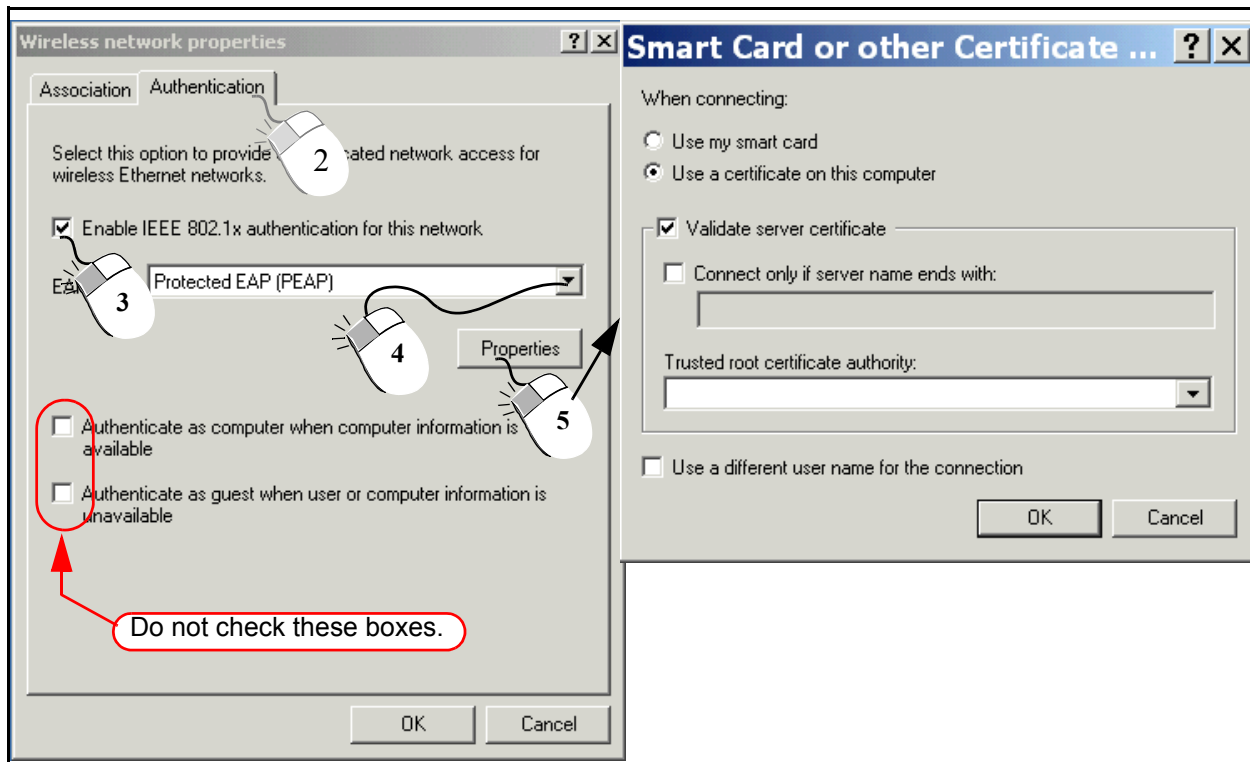 Wireless network properties
Association Authentication
Select this option to provide cated network access for
wireless Ethernet networks.
2
Enable IEEE 802.1x authentication for this network
Protected EAP (PEAP)
3
4
Properties
5
Authenticate as computer when computer information is
available
Authenticate as guest when user or computer information is
unavailable
Do not check these boxes.
OK Cancel
Smart Card or other Certificate ...
When connecting:
Use my smart card
Use a certificate on this computer
Validate server certificate
Connect only if server name ends with:
Trusted root certificate authority:
Use a different user name for the connection
OK Cancel